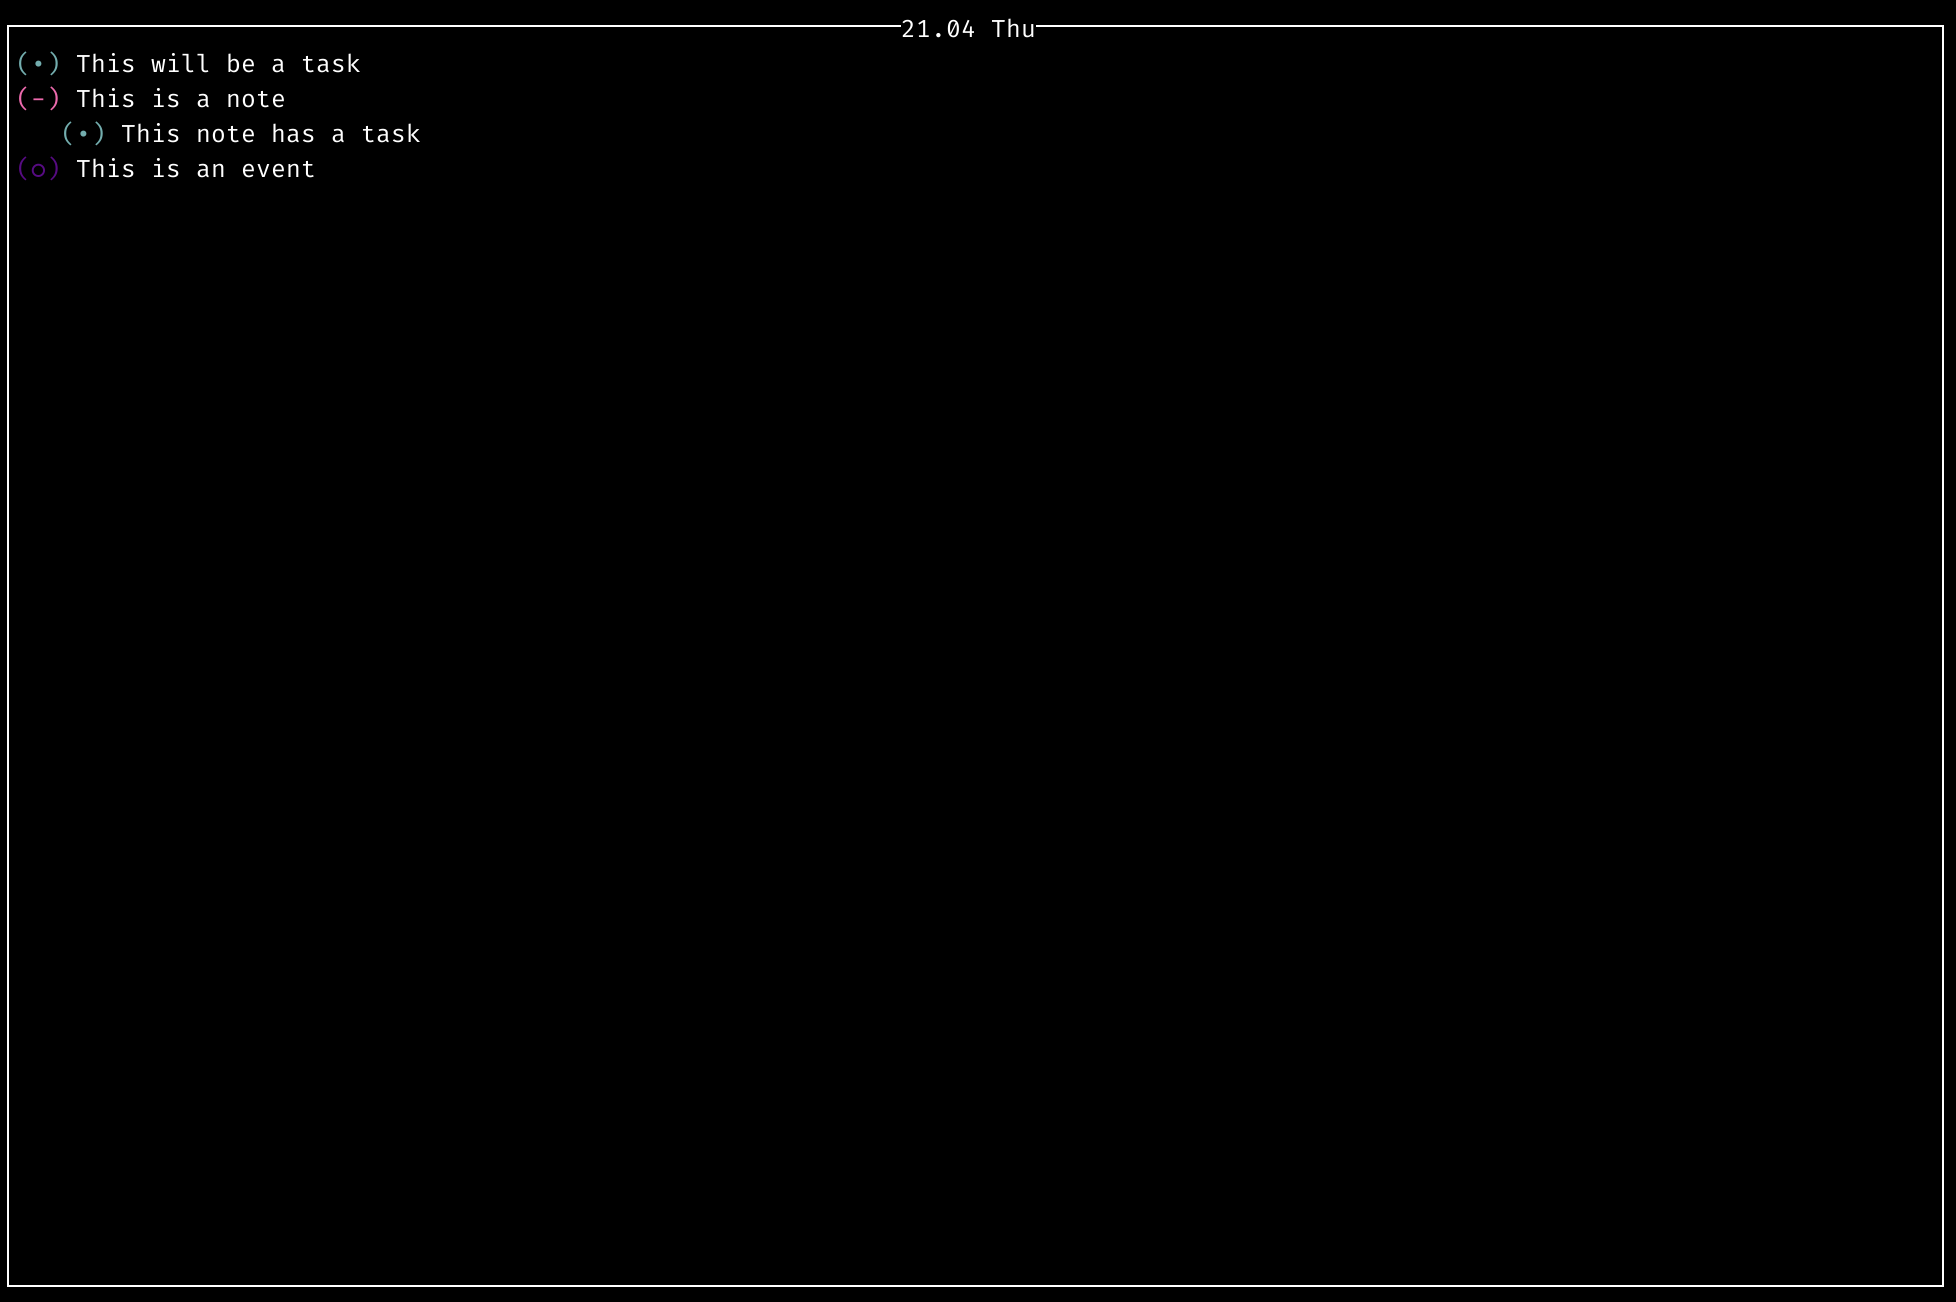 21.04 Thu
(•) This will be a task
(-) This is a note
(•) This note has a task
(○) This is an event